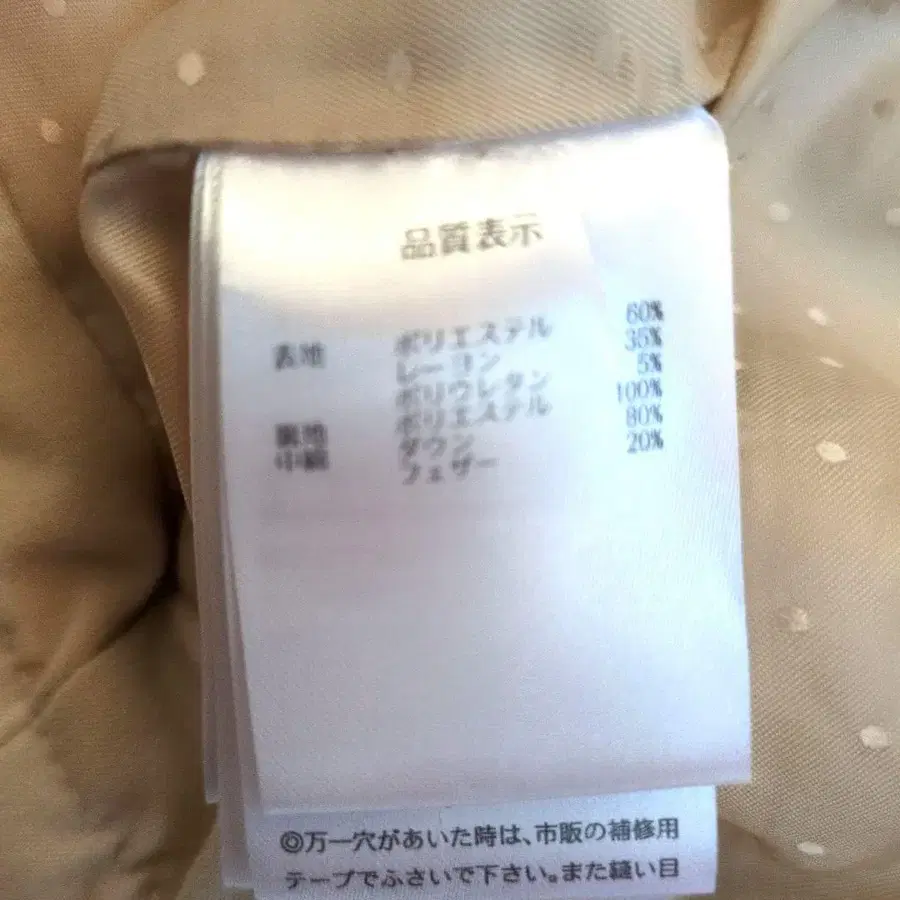 品質表示
表地 ポリエステル 60%
レーヨン 35%
ポリウレタン 5%
裏地 ポリエステル 100%
中綿 ダウン 80%
フェザー 20%
◎万一穴があいた時は、市販の補修用
テープでふさいで下さい。また縫い目